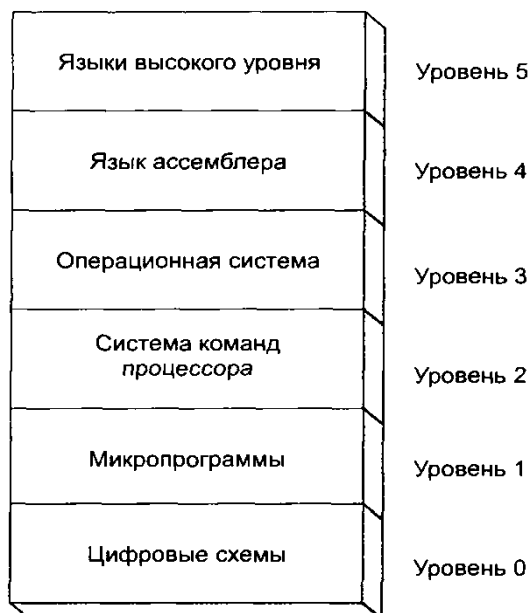 Языки высокого уровня
Уровень 5
Язык ассемблера
Уровень 4
Операционная система
Уровень 3
Система команд
процессора
Уровень 2
Микропрограммы
Уровень 1
Цифровые схемы
Уровень 0